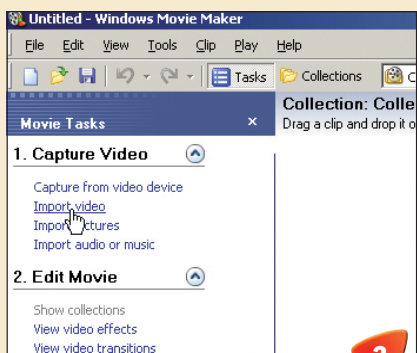 Untitled - Windows Movie Maker
File Edit View Tools Clip Play Help
Tasks Collections
Collection: Colle
Movie Tasks x Drag a clip and drop it o
1. Capture Video
Capture from video device
Import video
Import pictures
Import audio or music
2. Edit Movie
Show collections
View video effects
View video transitions
2